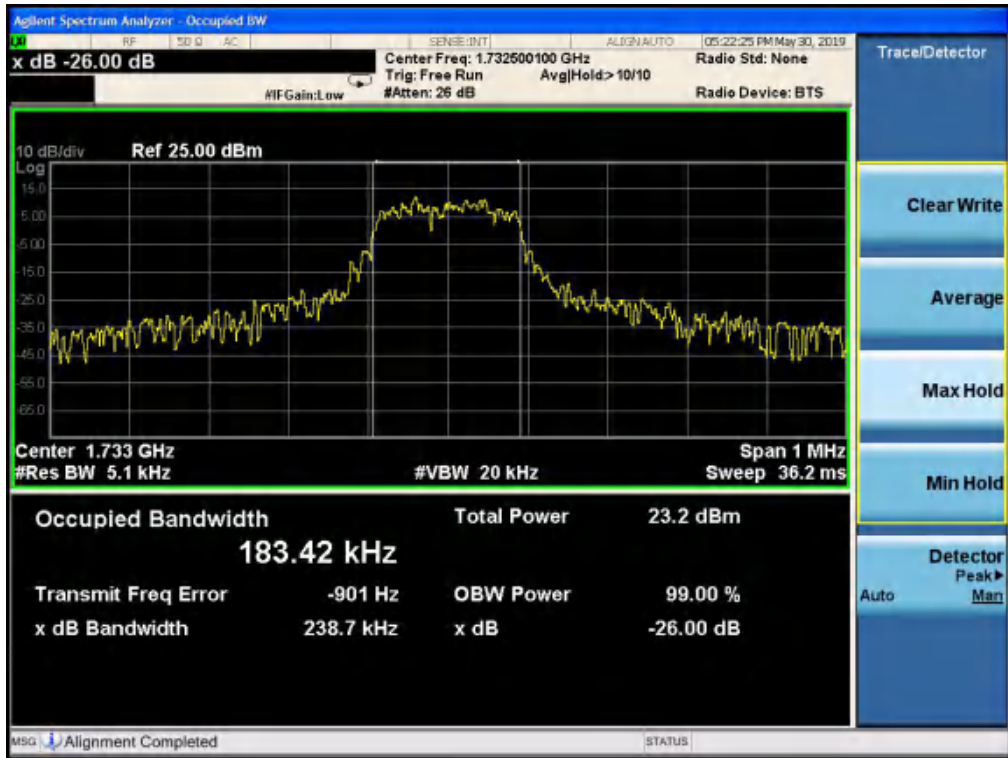 Agilent Spectrum Analyzer - Occupied BW
RF 50 Ω AC SENSE:INT ALIGN AUTO 05:22:25 PM May 30, 2019
x dB -26.00 dB Center Freq: 1.732500100 GHz Radio Std: None Trace/Detector
Trig: Free Run Avg|Hold:> 10/10
#IFGain:Low #Atten: 26 dB Radio Device: BTS
10 dB/div Ref 25.00 dBm
Log
15.0
5.00
-5.00
-15.0
-25.0
-35.0
-45.0
-55.0
-65.0
Center 1.733 GHz Span 1 MHz
#Res BW 5.1 kHz #VBW 20 kHz Sweep 36.2 ms
Occupied Bandwidth Total Power 23.2 dBm
183.42 kHz
Transmit Freq Error -901 Hz OBW Power 99.00 %
x dB Bandwidth 238.7 kHz x dB -26.00 dB
Clear Write
Average
Max Hold
Min Hold
Detector
Peak▶
Auto Man
MSG Alignment Completed STATUS